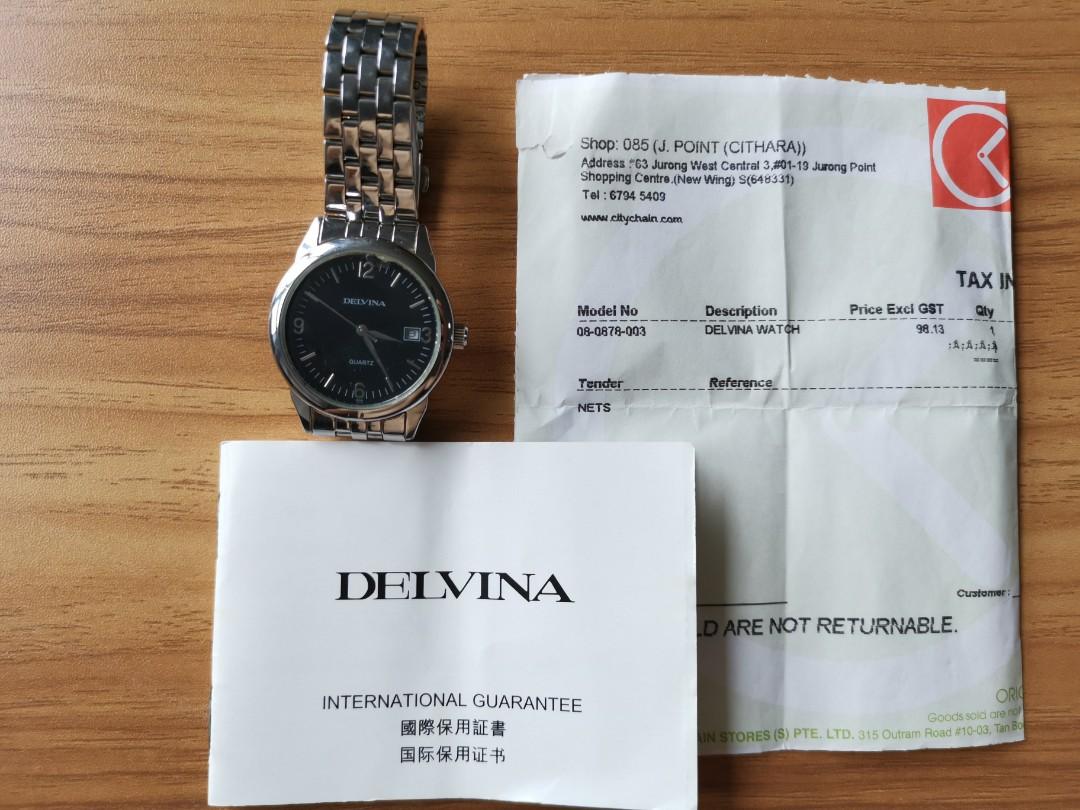 12
DELVINA
9
3
QUARTZ
6
Shop: 085 (J. POINT (CITHARA))
Address :#63 Jurong West Central 3,#01-19 Jurong Point
Shopping Centre.(New Wing) S(648331)
Tel : 6794 5409
www.citychain.com
TAX IN
Model No Description Price Excl GST Qty
08-0878-003 DELVINA WATCH 98.13 1
Tender Reference
NETS
Customer :
LD ARE NOT RETURNABLE.
ORIG
Goods sold are no
AIN STORES (S) PTE. LTD. 315 Outram Road #10-03, Tan Bo
DELVINA
INTERNATIONAL GUARANTEE
國際保用証書
国际保用证书